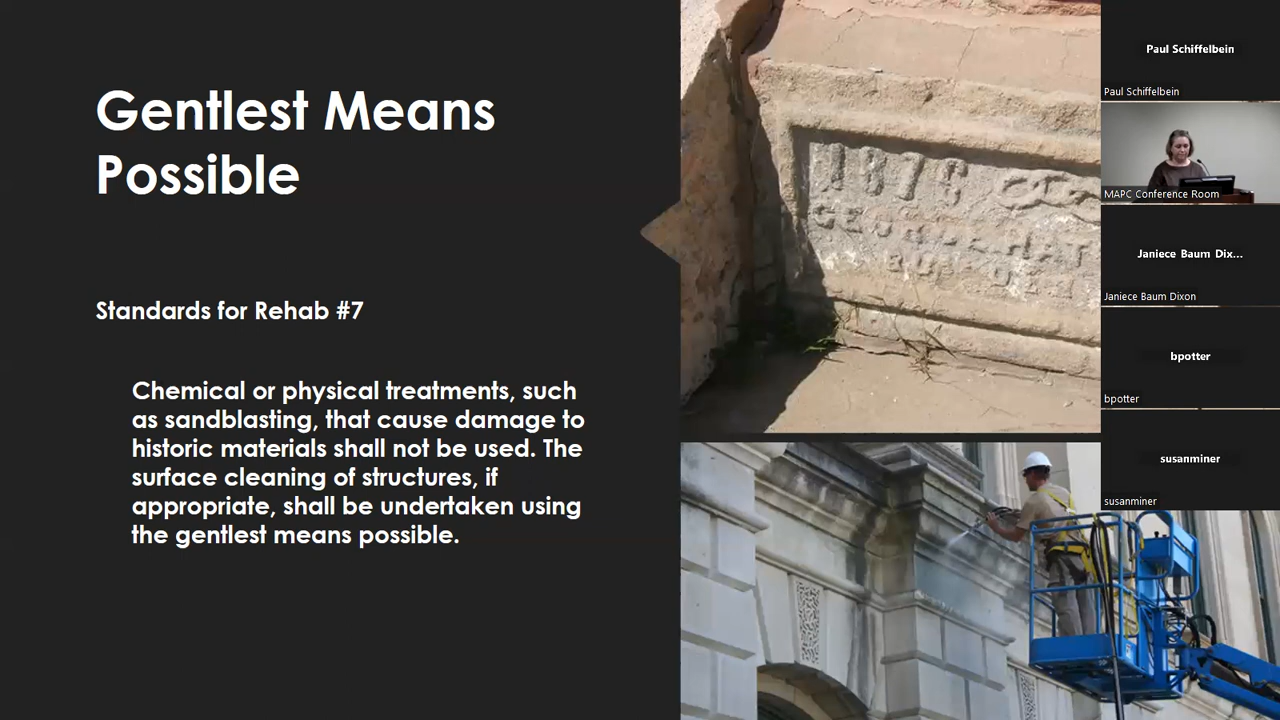 Gentlest Means
Possible
Standards for Rehab #7
Chemical or physical treatments, such
as sandblasting, that cause damage to
historic materials shall not be used. The
surface cleaning of structures, if
appropriate, shall be undertaken using
the gentlest means possible.
Paul Schiffelbein
Paul Schiffelbein
MAPC Conference Room
Janiece Baum Dix...
Janiece Baum Dixon
bpotter
bpotter
susanminer
susanminer